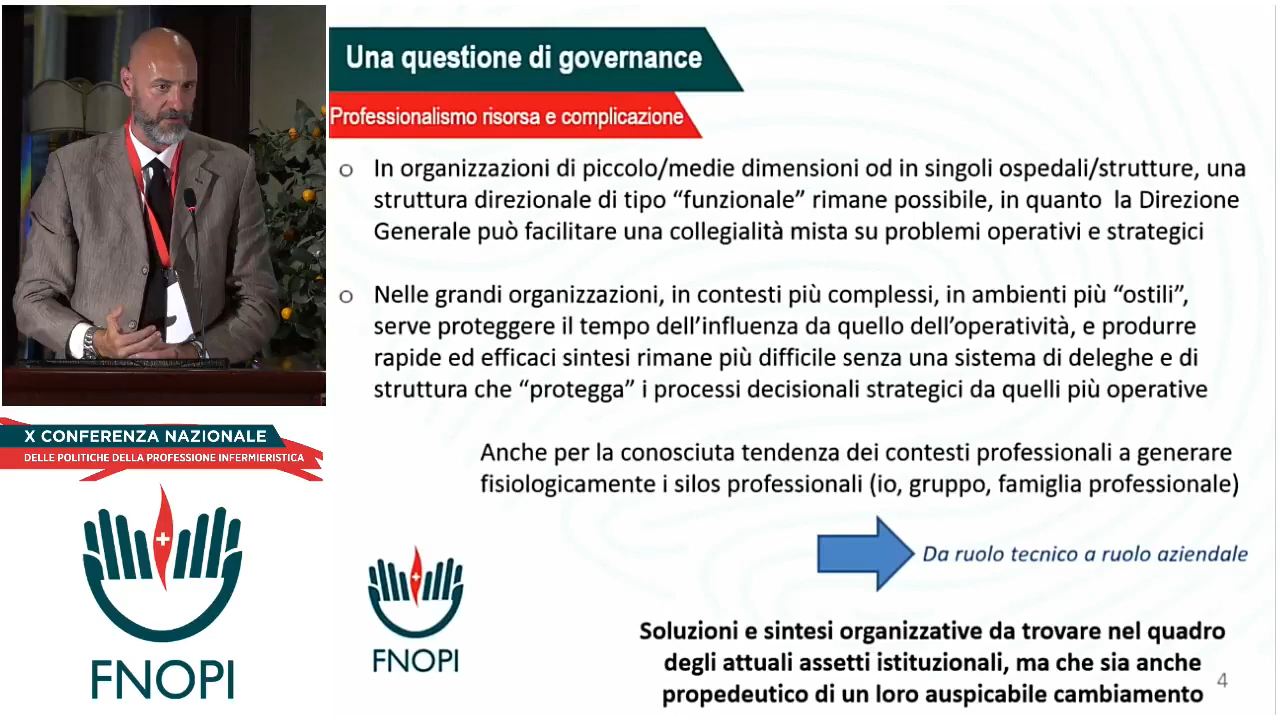 Una questione di governance
Professionalismo risorsa e complicazione
o In organizzazioni di piccolo/medie dimensioni od in singoli ospedali/strutture, una
struttura direzionale di tipo “funzionale” rimane possibile, in quanto la Direzione
Generale può facilitare una collegialità mista su problemi operativi e strategici
o Nelle grandi organizzazioni, in contesti più complessi, in ambienti più “ostili”,
serve proteggere il tempo dell’influenza da quello dell’operatività, e produrre
rapide ed efficaci sintesi rimane più difficile senza una sistema di deleghe e di
struttura che “protegga” i processi decisionali strategici da quelli più operative
Anche per la conosciuta tendenza dei contesti professionali a generare
fisiologicamente i silos professionali (io, gruppo, famiglia professionale)
Da ruolo tecnico a ruolo aziendale
Soluzioni e sintesi organizzative da trovare nel quadro
degli attuali assetti istituzionali, ma che sia anche
propedeutico di un loro auspicabile cambiamento
4
FNOPI
X CONFERENZA NAZIONALE
DELLE POLITICHE DELLA PROFESSIONE INFERMIERISTICA
FNOPI